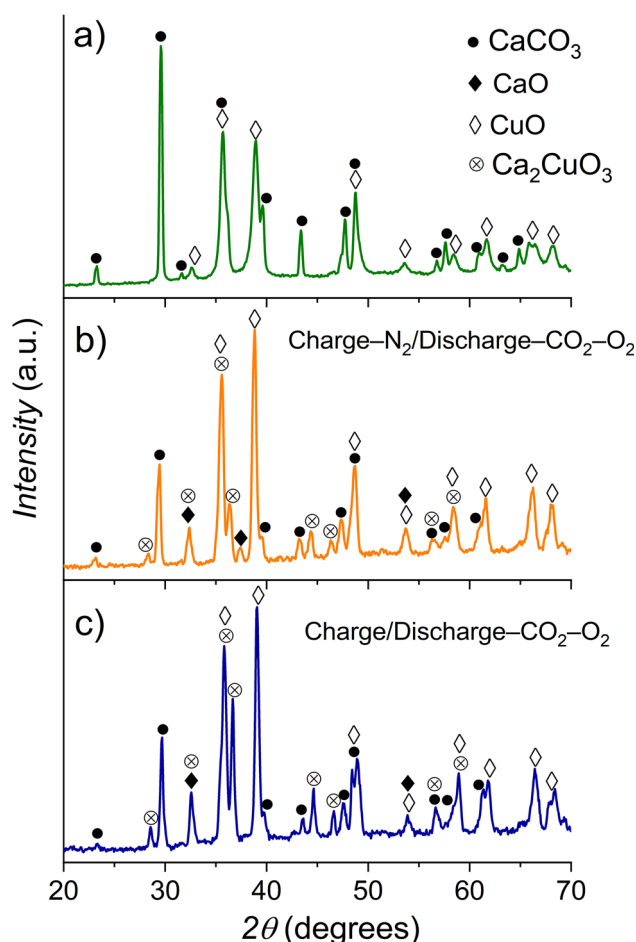 a)
CaCO₃
CaO
CuO
Ca₂CuO₃
b)
Charge–N₂/Discharge–CO₂–O₂
c)
Charge/Discharge–CO₂–O₂
Intensity (a.u.)
20 30 40 50 60 70
2θ (degrees)